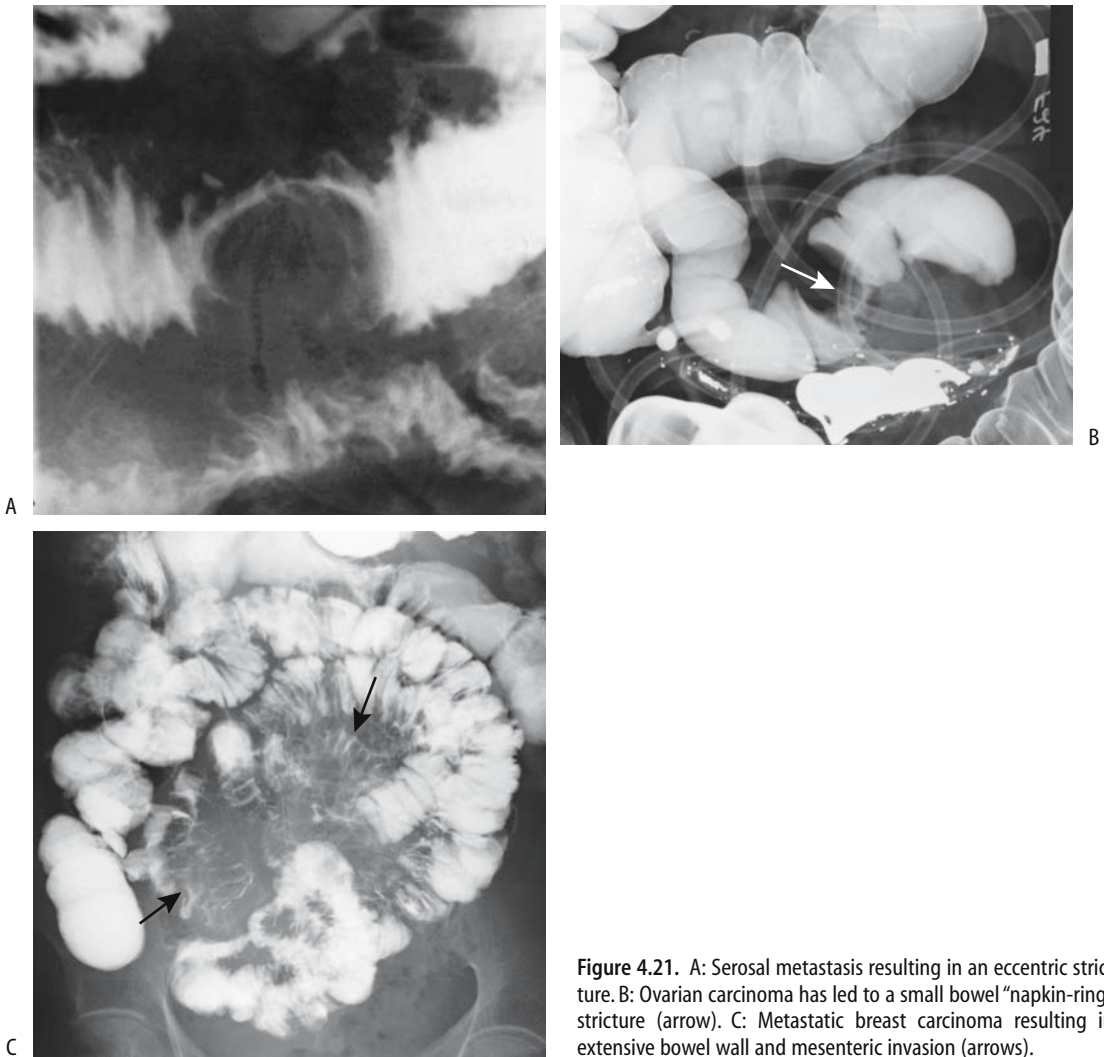 A
B
C
Figure 4.21. A: Serosal metastasis resulting in an eccentric stric-
ture. B: Ovarian carcinoma has led to a small bowel “napkin-ring
stricture (arrow). C: Metastatic breast carcinoma resulting i
extensive bowel wall and mesenteric invasion (arrows).